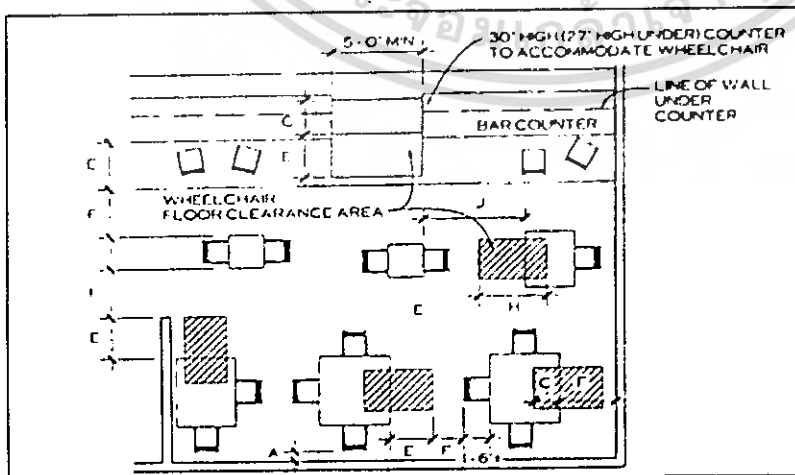 5'-0" MIN
30" HIGH (27" HIGH UNDER) COUNTER
TO ACCOMMODATE WHEELCHAIR
LINE OF WALL
UNDER
COUNTER
BAR COUNTER
C
E
C
F
WHEELCHAIR
FLOOR CLEARANCE AREA
J
E
H
E
C
F
A
E
F